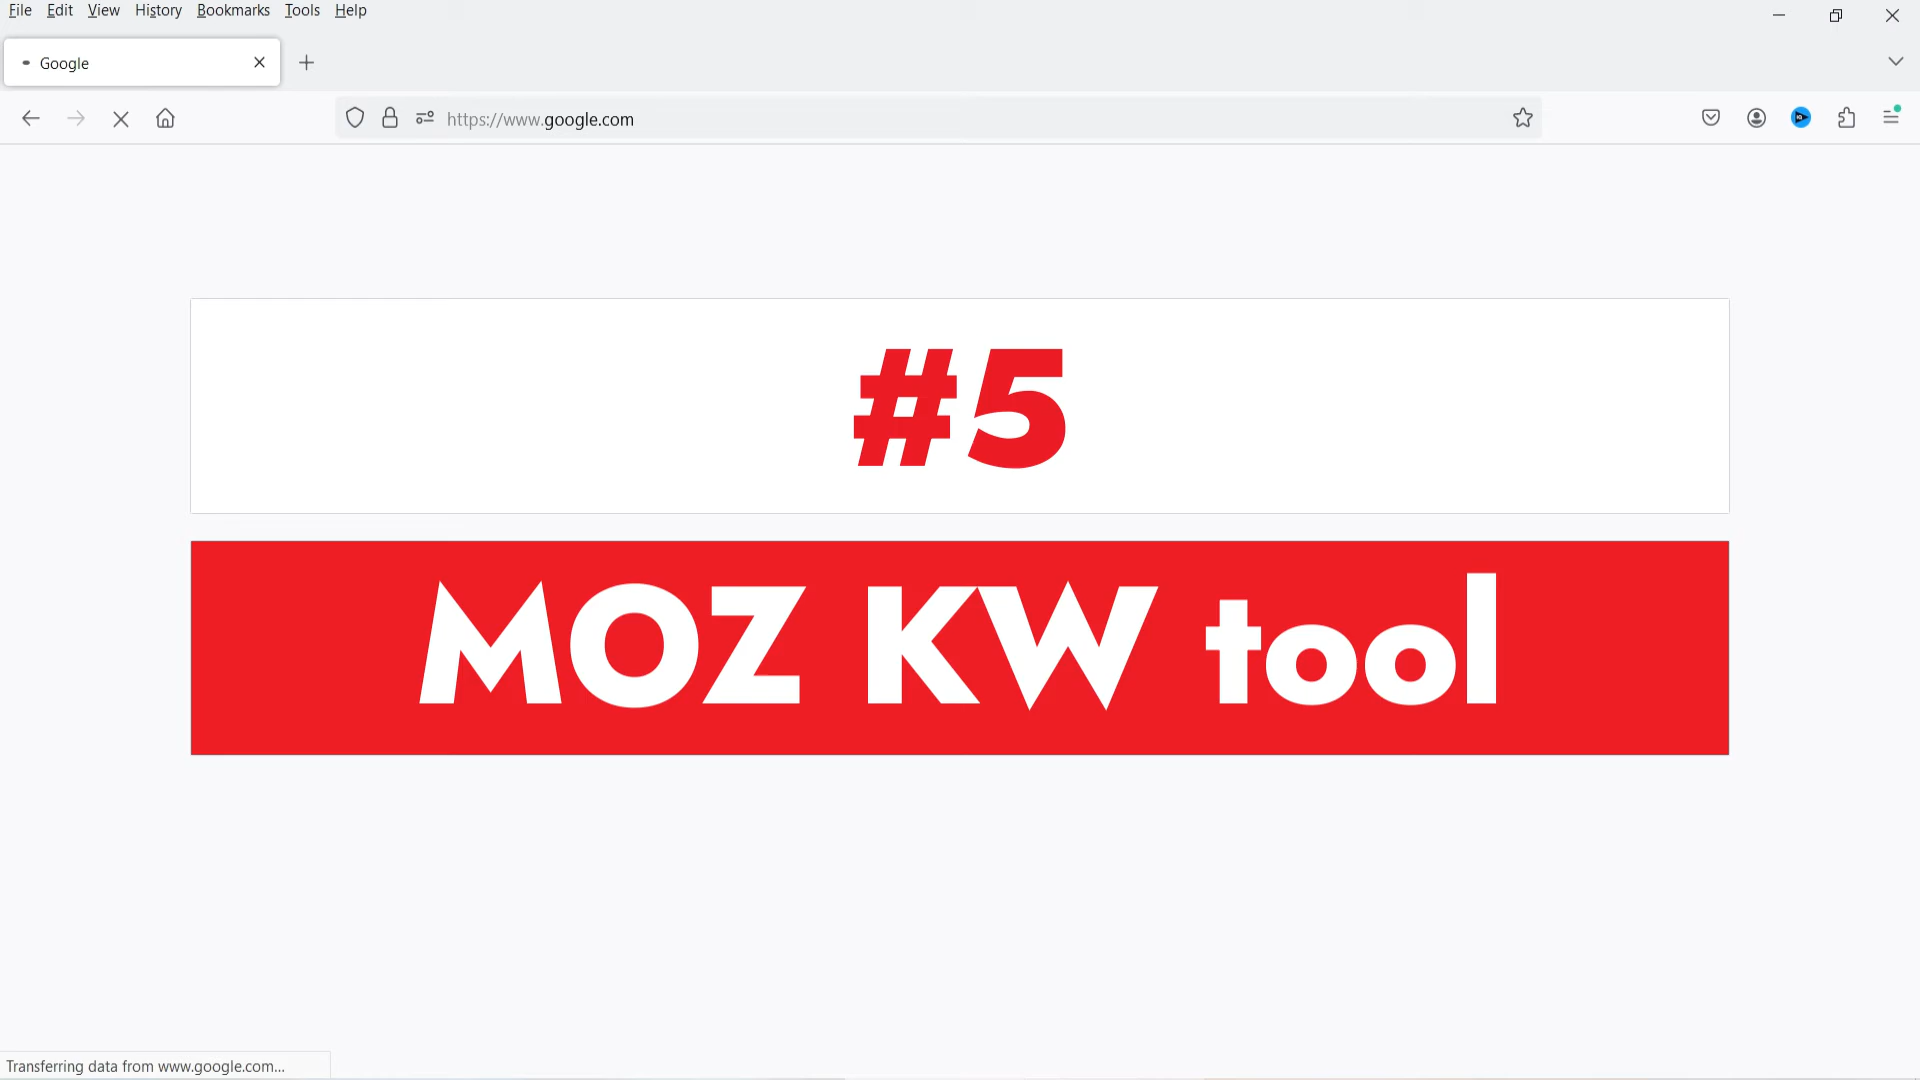 File Edit View History Bookmarks Tools Help
Google
https://www.google.com
#5
MOZ KW tool
Transferring data from www.google.com...